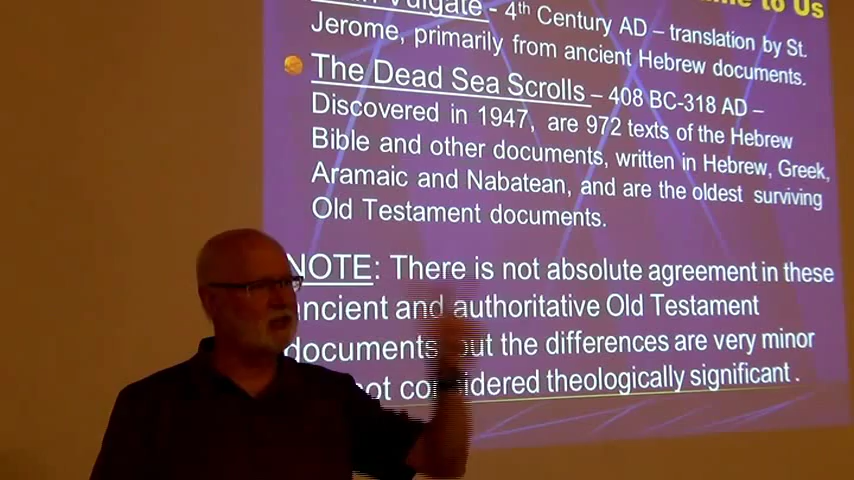 to Us
Vulgate - 4th Century AD – translation by St.
Jerome, primarily from ancient Hebrew documents.
The Dead Sea Scrolls – 408 BC-318 AD –
Discovered in 1947, are 972 texts of the Hebrew
Bible and other documents, written in Hebrew, Greek,
Aramaic and Nabatean, and are the oldest surviving
Old Testament documents.
NOTE: There is not absolute agreement in these
ancient and authoritative Old Testament
documents but the differences are very minor
not considered theologically significant.